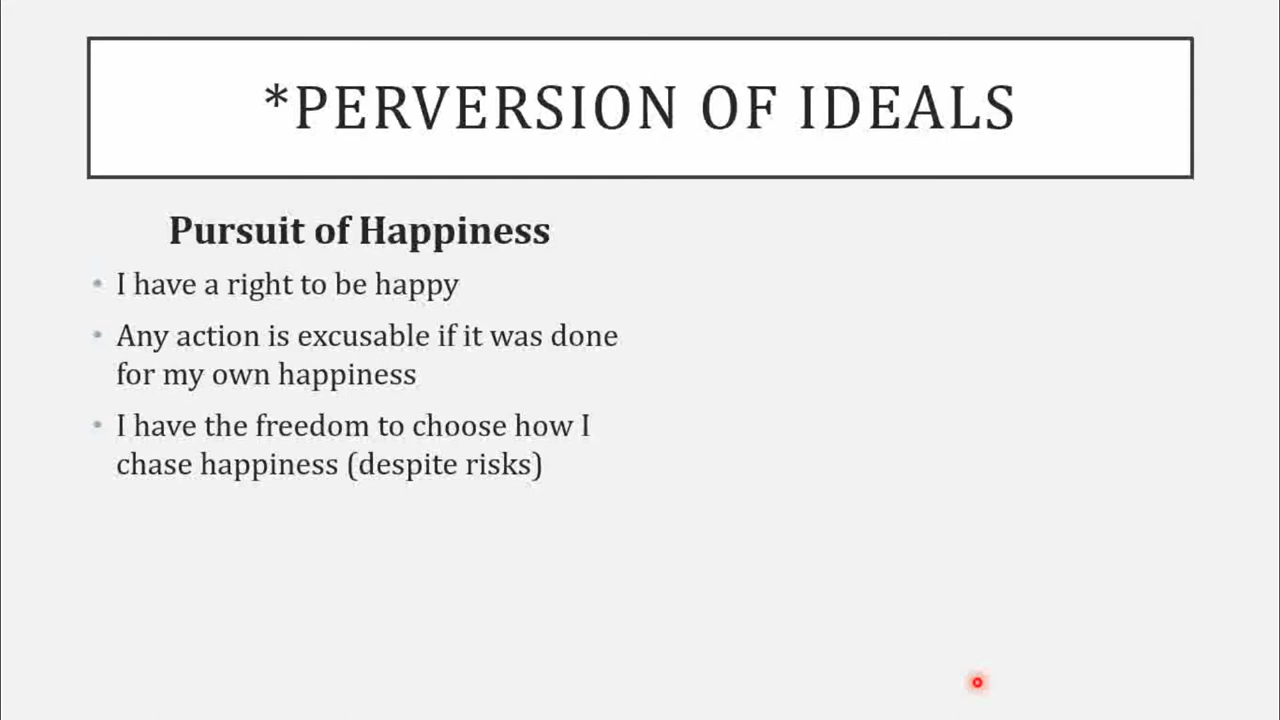 *PERVERSION OF IDEALS
Pursuit of Happiness
• I have a right to be happy
• Any action is excusable if it was done
for my own happiness
• I have the freedom to choose how I
chase happiness (despite risks)